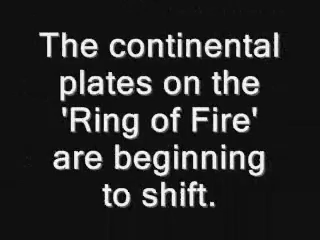 The continental
plates on the
'Ring of Fire'
are beginning
to shift.